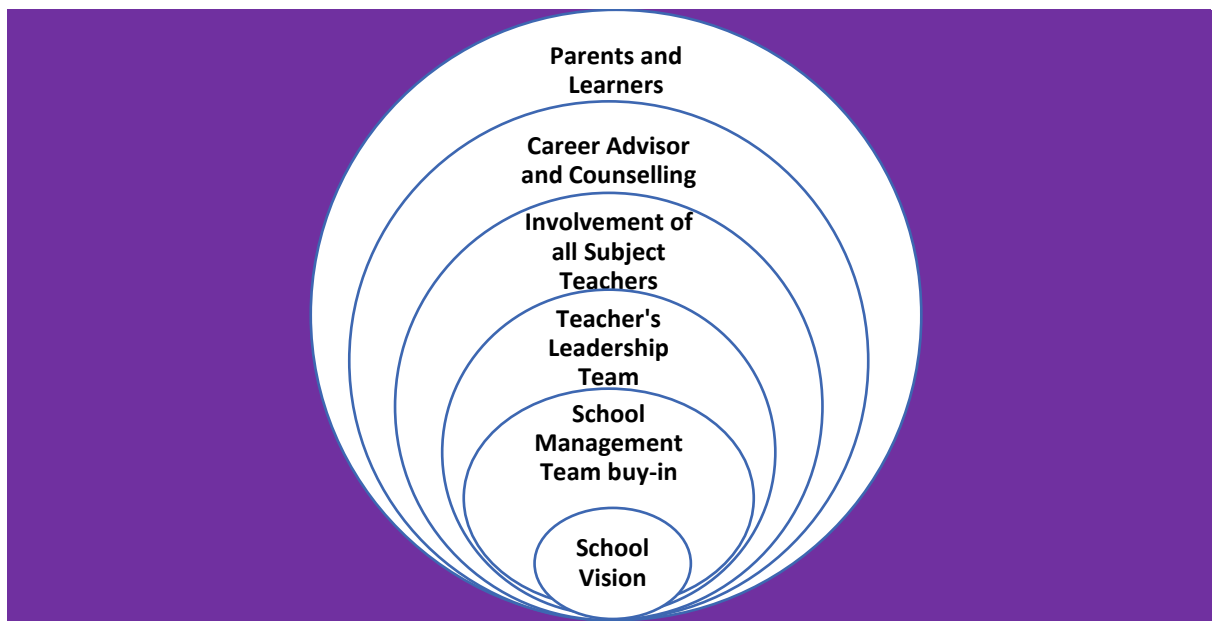 Parents and
Learners
Career Advisor
and Counselling
Involvement of
all Subject
Teachers
Teacher's
Leadership
Team
School
Management
Team buy-in
School
Vision